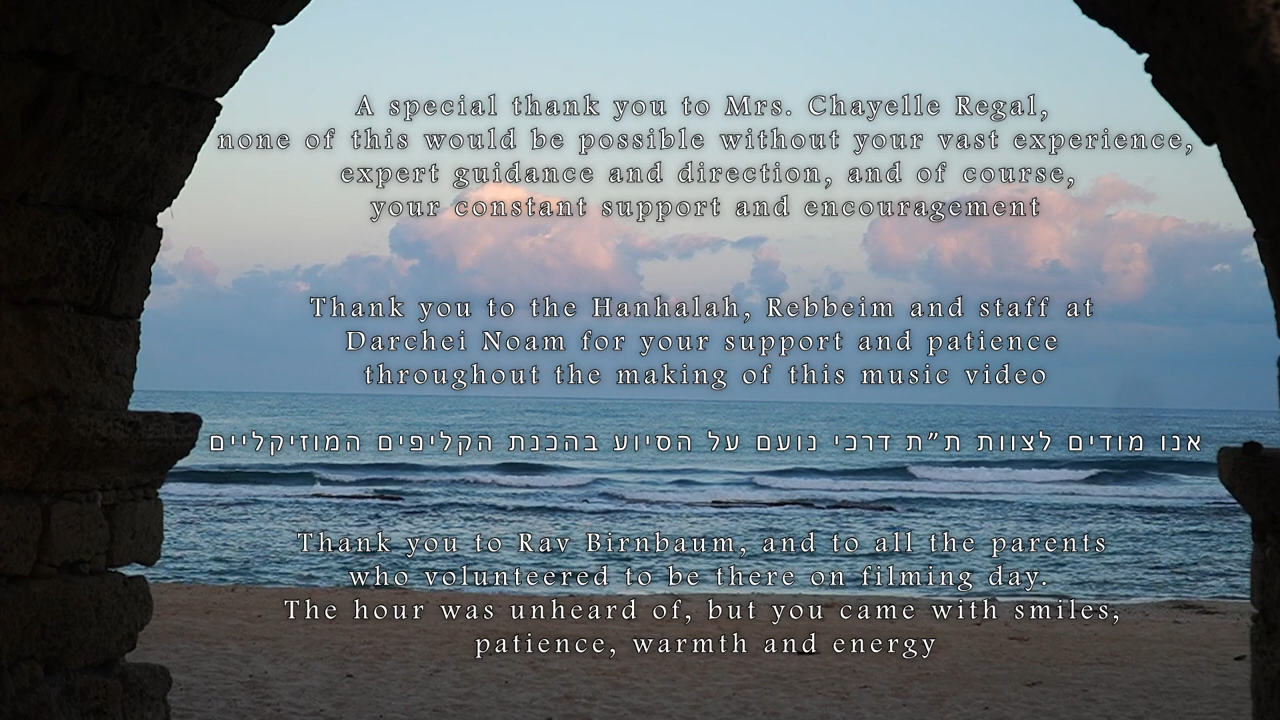 A special thank you to Mrs. Chayelle Regal,
none of this would be possible without your vast experience,
expert guidance and direction, and of course,
your constant support and encouragement
Thank you to the Hanhalah, Rebbeim and staff at
Darchei Noam for your support and patience
throughout the making of this music video
אנו מודים לצוות ת״ת דרכי נועם על הסיוע בהכנת הקליפים המוזיקליים
Thank you to Rav Birnbaum, and to all the parents
who volunteered to be there on filming day.
The hour was unheard of, but you came with smiles,
patience, warmth and energy